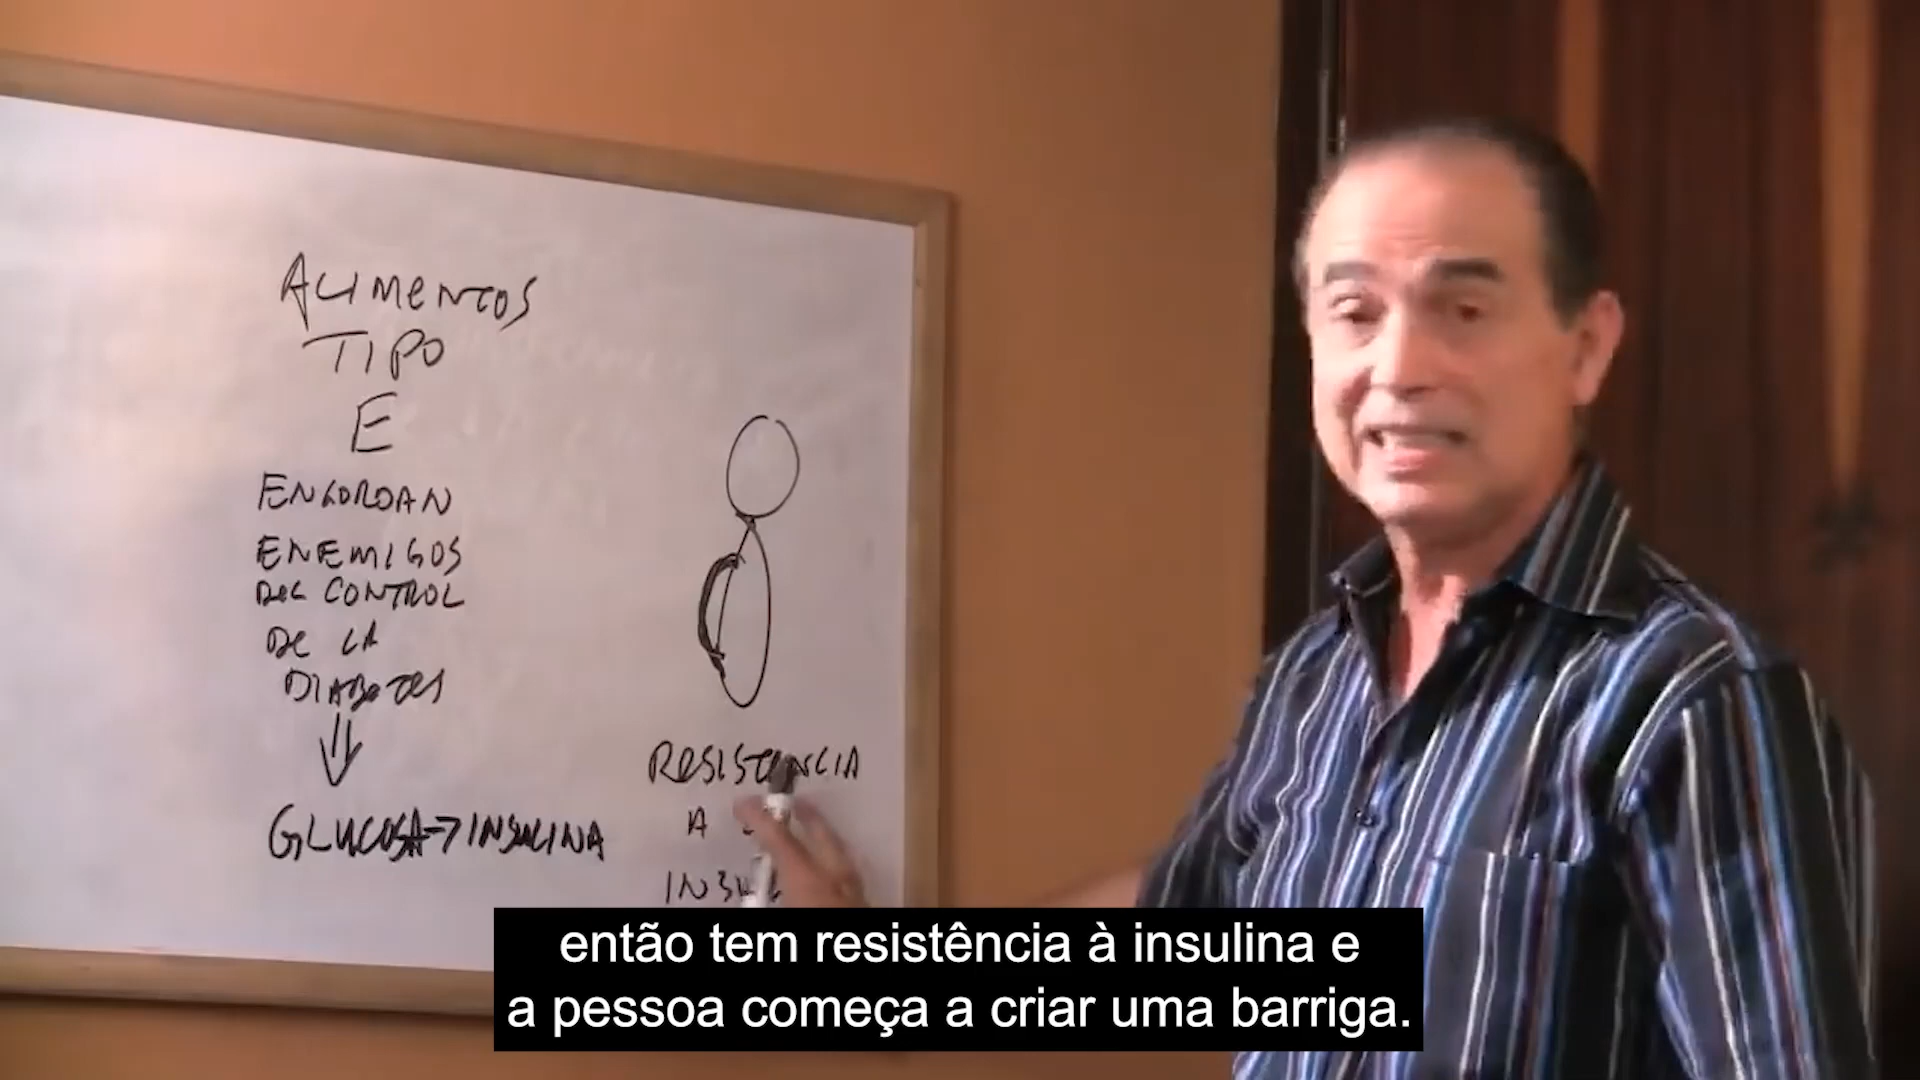 ALIMENTOS
TIPO
E
ENGORDAN
ENEMIGOS
DEL CONTROL
DE LA
DIABETES
GLUCOSA → INSULINA
RESISTENCIA
A
então tem resistência à insulina e
a pessoa começa a criar uma barriga.